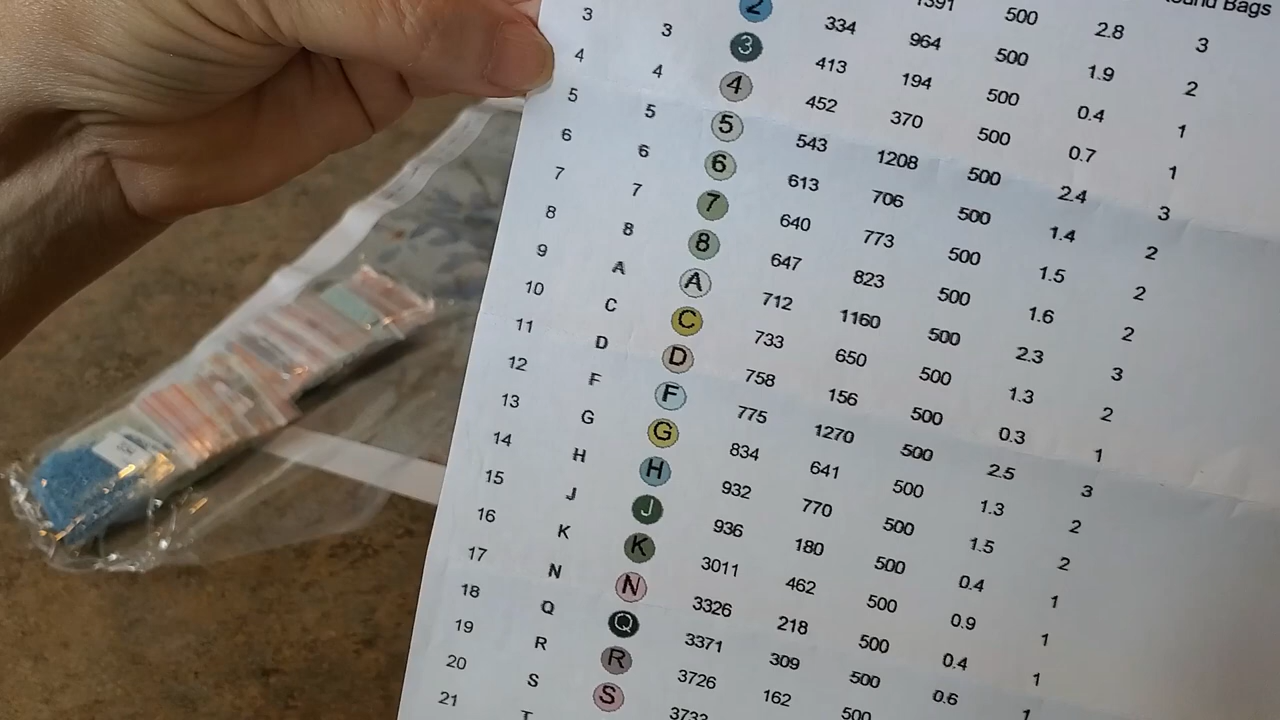 Bags
1391 500 2.8 3
2 334 964 500 1.9 2
3 3 3 413 194 500 0.4 1
4 4 4 452 370 500 0.7 1
5 5 5 543 1208 500 2.4 3
6 6 6 613 706 500 1.4 2
7 7 7 640 773 500 1.5 2
8 8 8 647 823 500 1.6 2
9 A A 712 1160 500 2.3 3
10 C C 733 650 500 1.3 2
11 D D 758 156 500 0.3 1
12 F F 775 1270 500 2.5 3
13 G G 834 641 500 1.3 2
14 H H 932 770 500 1.5 2
15 J J 936 180 500 0.4 1
16 K K 3011 462 500 0.9 1
17 N N 3326 218 500 0.4 1
18 Q Q 3371 309 500 0.6 1
19 R R 3726 162 500
20 S S 3733
21 T